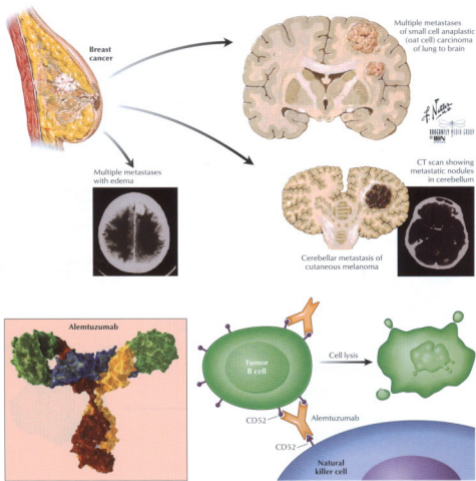 Breast
cancer
Multiple metastases
of small cell anaplastic
(oat cell) carcinoma
of lung to brain
Multiple metastases
with edema
CT scan showing
metastatic nodules
in cerebellum
Cerebellar metastasis of
cutaneous melanoma
Alemtuzumab
Tumor
B cell
Cell lysis
CD52
Alemtuzumab
CD52
Natural
killer cell